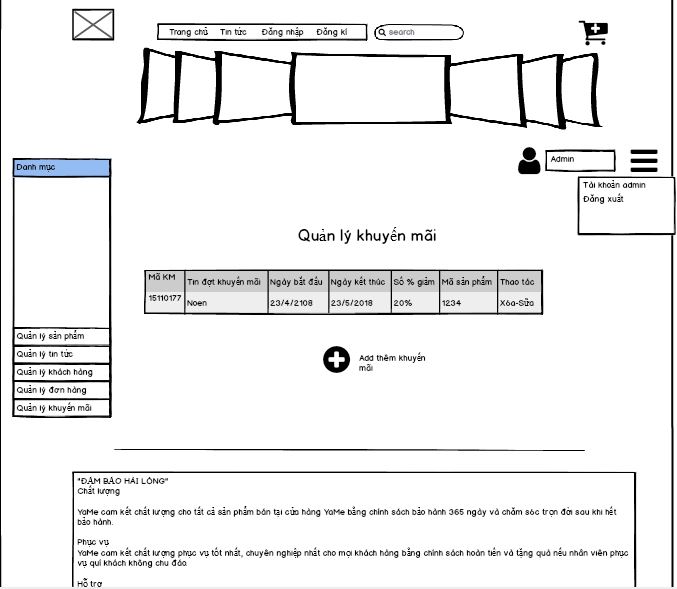 Trang chủ Tin tức Đăng nhập Đăng kí search
Admin
Danh mục
Tài khoản admin
Đăng xuất
Quản lý khuyến mãi
Mã KM Tin đợt khuyến mãi Ngày bắt đầu Ngày kết thúc Số % giảm Mã sản phẩm Thao tác
15110177 Noen 23/4/2108 23/5/2018 20% 1234 Xóa-Sửa
Quản lý sản phẩm
Quản lý tin tức
Quản lý khách hàng
Quản lý đơn hàng
Quản lý khuyến mãi
Add thêm khuyến
mãi
"ĐẢM BẢO HÀI LÒNG"
Chất lượng
YaMe cam kết chất lượng cho tất cả sản phẩm bán tại cửa hàng YaMe bằng chính sách bảo hành 365 ngày và chăm sóc trọn đời sau khi hết
bảo hành.
Phục vụ
YaMe cam kết chất lượng phục vụ tốt nhất, chuyên nghiệp nhất cho mọi khách hàng bằng chính sách hoàn tiền và tặng quà nếu nhân viên phục
vụ quí khách không chu đáo
Hỗ trợ